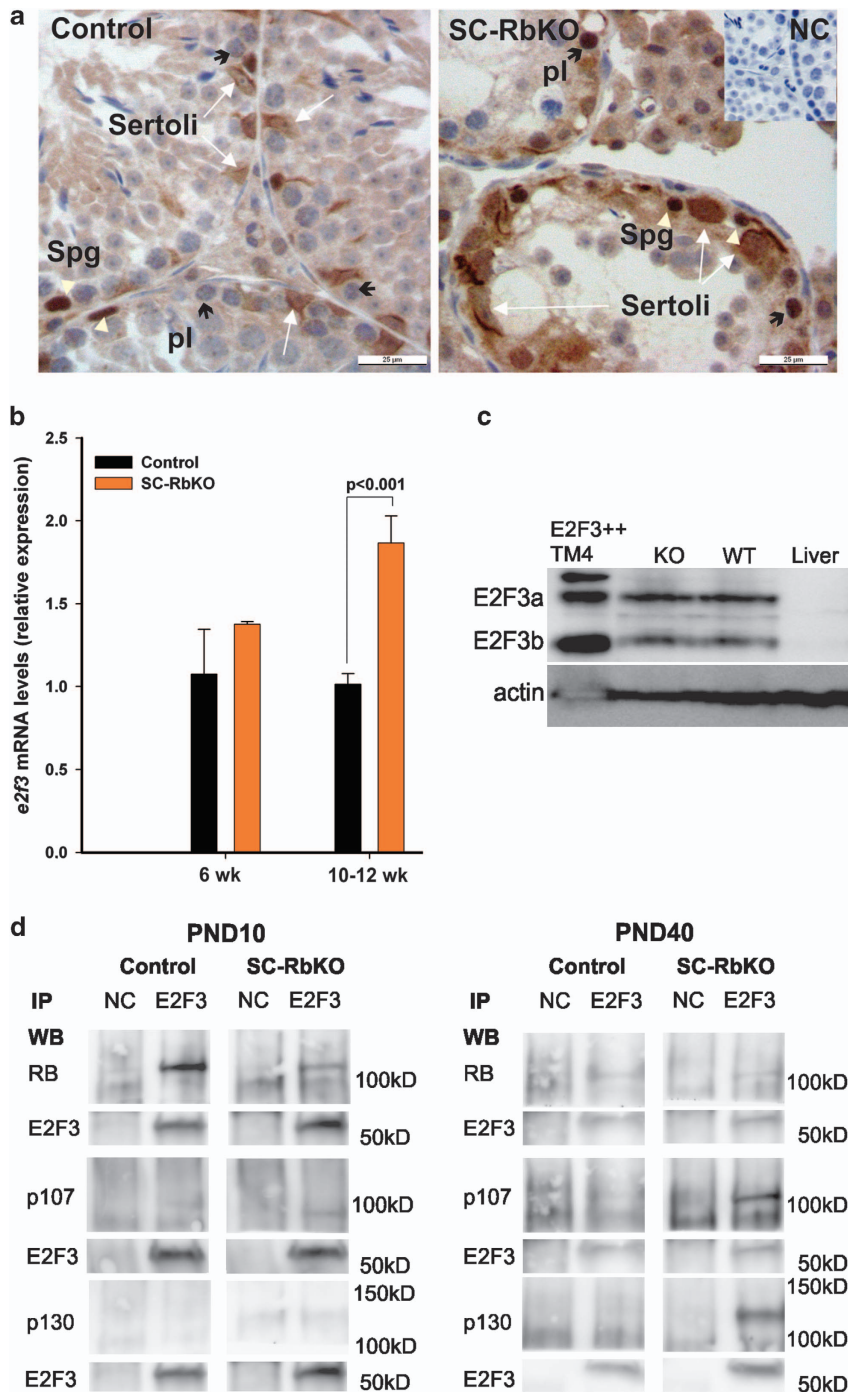 a
Control
Sertoli
Spg
pl
25 µm
SC-RbKO
NC
pl
Spg
Sertoli
25 µm
b
e2f3 mRNA levels (relative expression)
2.5
2.0
1.5
1.0
0.5
0.0
Control
SC-RbKO
p<0.001
6 wk
10-12 wk
c
E2F3++
TM4 KO WT Liver
E2F3a
E2F3b
actin
d
PND10
Control SC-RbKO
IP NC E2F3 NC E2F3
WB
RB 100kD
E2F3 50kD
p107 100kD
E2F3 50kD
p130 150kD
100kD
E2F3 50kD
PND40
Control SC-RbKO
IP NC E2F3 NC E2F3
WB
RB 100kD
E2F3 50kD
p107 100kD
E2F3 50kD
p130 150kD
100kD
E2F3 50kD